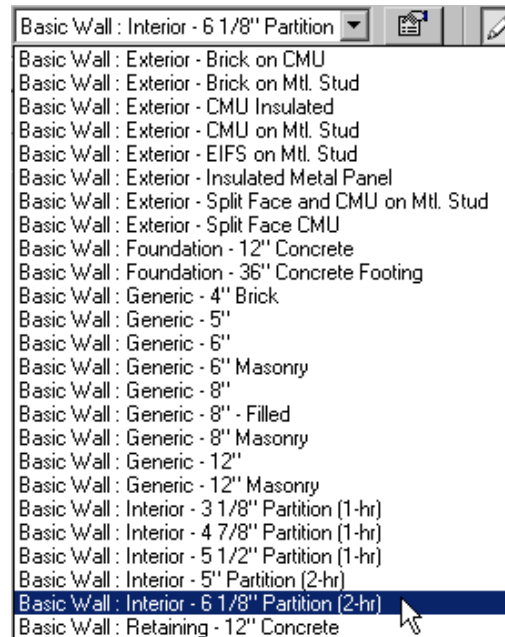 Basic Wall : Interior - 6 1/8" Partition
Basic Wall : Exterior - Brick on CMU
Basic Wall : Exterior - Brick on Mtl. Stud
Basic Wall : Exterior - CMU Insulated
Basic Wall : Exterior - CMU on Mtl. Stud
Basic Wall : Exterior - EIFS on Mtl. Stud
Basic Wall : Exterior - Insulated Metal Panel
Basic Wall : Exterior - Split Face and CMU on Mtl. Stud
Basic Wall : Exterior - Split Face CMU
Basic Wall : Foundation - 12" Concrete
Basic Wall : Foundation - 36" Concrete Footing
Basic Wall : Generic - 4" Brick
Basic Wall : Generic - 5"
Basic Wall : Generic - 6"
Basic Wall : Generic - 6" Masonry
Basic Wall : Generic - 8"
Basic Wall : Generic - 8" - Filled
Basic Wall : Generic - 8" Masonry
Basic Wall : Generic - 12"
Basic Wall : Generic - 12" Masonry
Basic Wall : Interior - 3 1/8" Partition (1-hr)
Basic Wall : Interior - 4 7/8" Partition (1-hr)
Basic Wall : Interior - 5 1/2" Partition (1-hr)
Basic Wall : Interior - 5" Partition (2-hr)
Basic Wall : Interior - 6 1/8" Partition (2-hr)
Basic Wall : Retaining - 12" Concrete